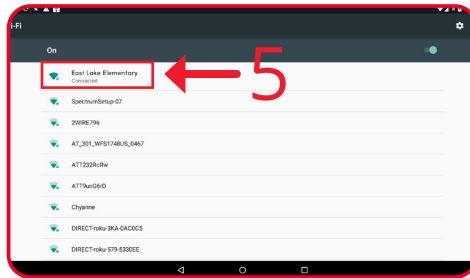 i-Fi
On
East Lake Elementary
Connected
5
SpectrumSetup-07
2WIRE796
AT_201_WFS1748US_0467
ATT232RcRw
ATT9unG6rD
Chyanne
DIRECT-roku-3KA-0AC0C5
DIRECT-roku-579-5330EE